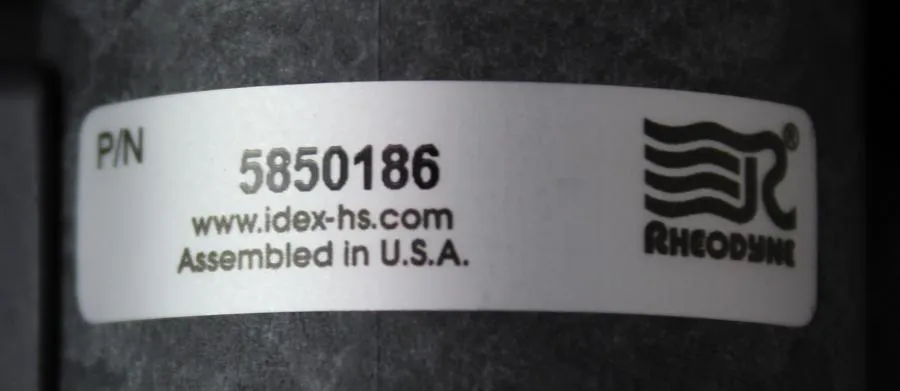 P/N
5850186
www.idex-hs.com
Assembled in U.S.A.
R®
RHEODYNE